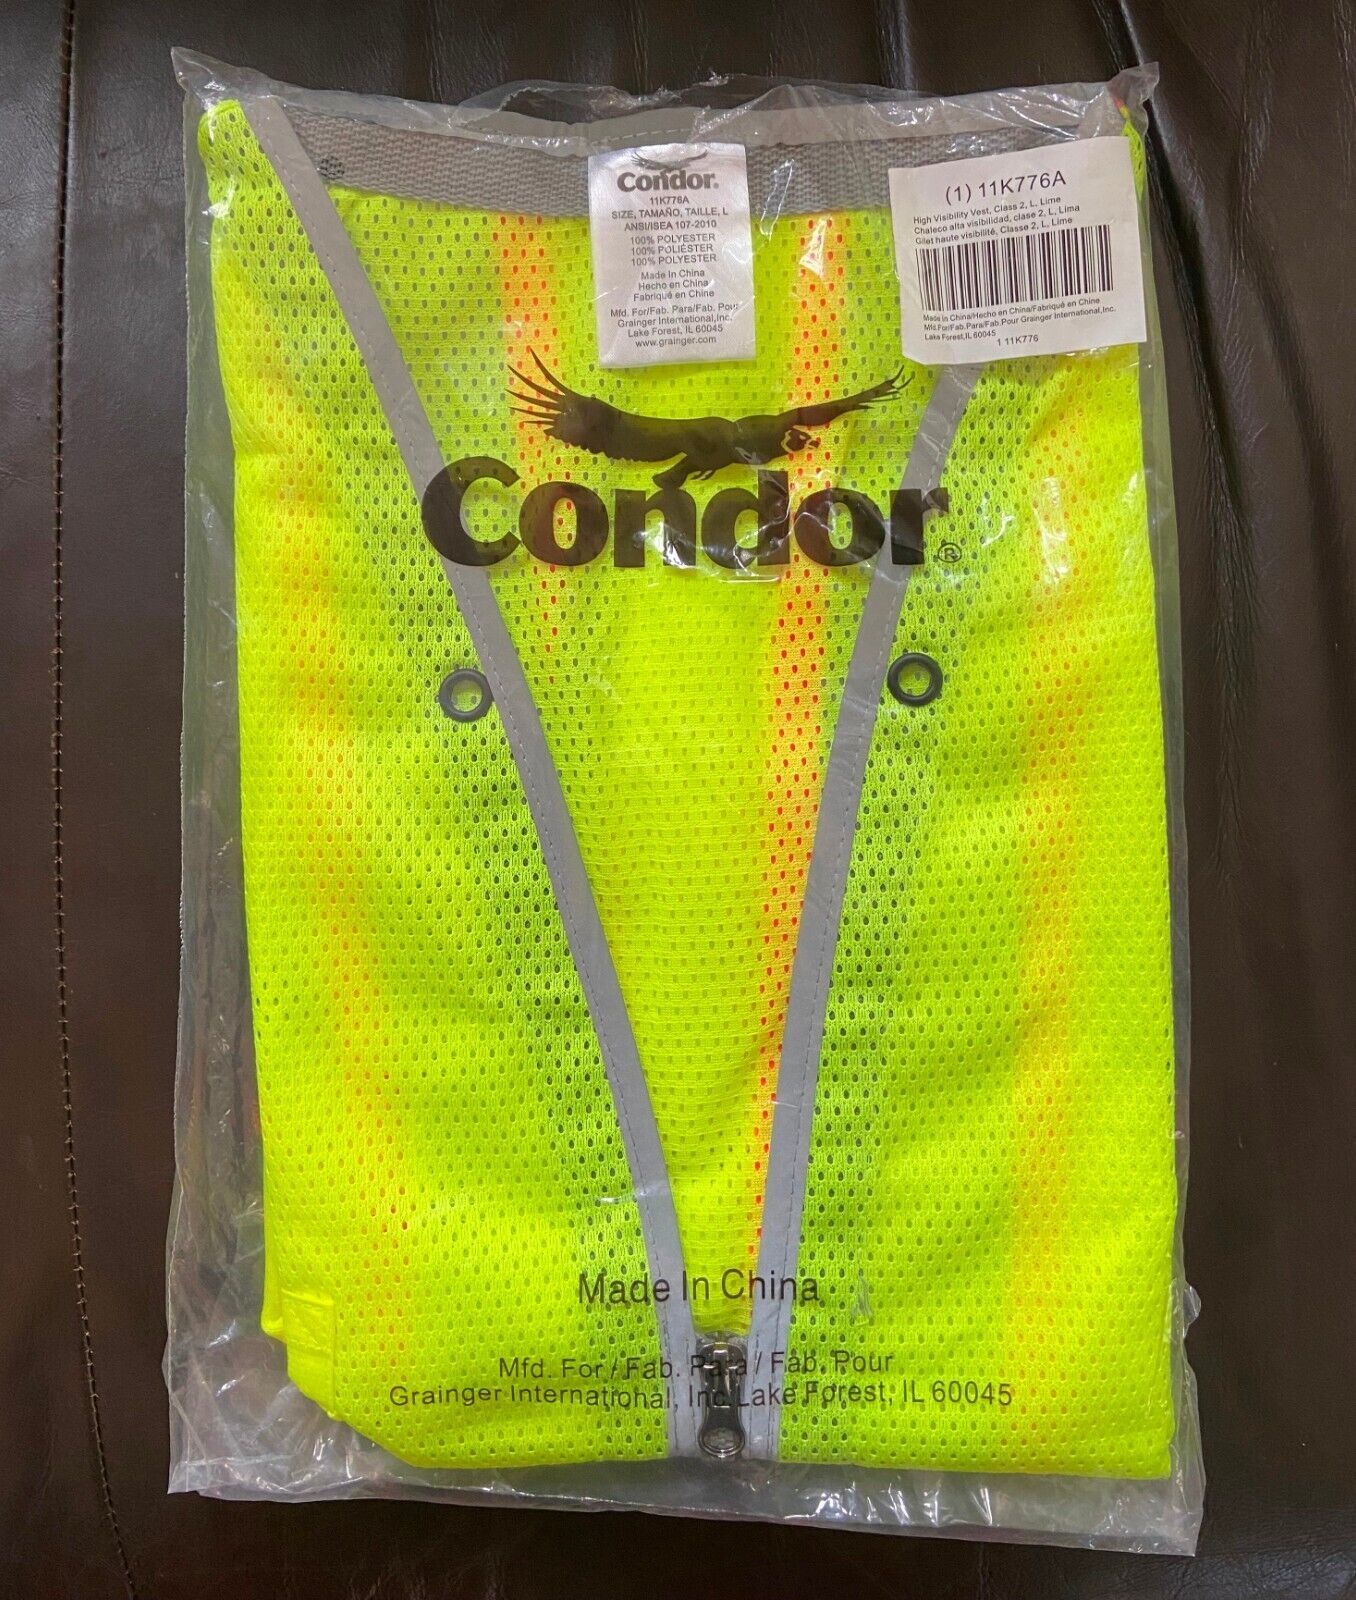 Condor.
11K776A
SIZE, TAMAÑO, TAILLE, L
ANSI/ISEA 107-2010
100% POLYESTER
100% POLIÉSTER
100% POLYESTER
Made In China
Hecho en China
Fabriqué en Chine
Mfd. For/Fab. Para/Fab. Pour
Grainger International,Inc.
Lake Forest, IL 60045
www.grainger.com
(1) 11K776A
High Visibility Vest, Class 2, L, Lime
Chaleco alta visibilidad, clase 2, L, Lima
Gilet haute visibilité, Classe 2, L, Lime
Made in China/Hecho en China/Fabriqué en Chine
Mfd.For/Fab.Para/Fab.Pour Grainger International,Inc.
Lake Forest,IL 60045
1 11K776
Condor®
Made In China
Mfd. For / Fab. Para / Fab. Pour
Grainger International, Inc. Lake Forest, IL 60045